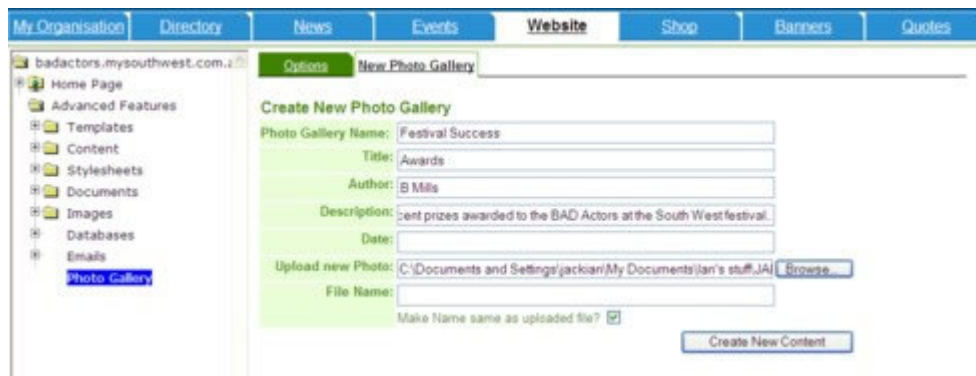 My Organisation Directory News Events Website Shop Banners Quotes
badactors.mysouthwest.com.a
Home Page
Advanced Features
Templates
Content
Stylesheets
Documents
Images
Databases
Emails
Photo Gallery
Options New Photo Gallery
Create New Photo Gallery
Photo Gallery Name: Festival Success
Title: Awards
Author: B Mills
Description: cent prizes awarded to the BAD Actors at the South West festival.
Date:
Upload new Photo: C:\Documents and Settings\jackian\My Documents\Ian's stuff\JA Browse...
File Name:
Make Name same as uploaded file?
Create New Content